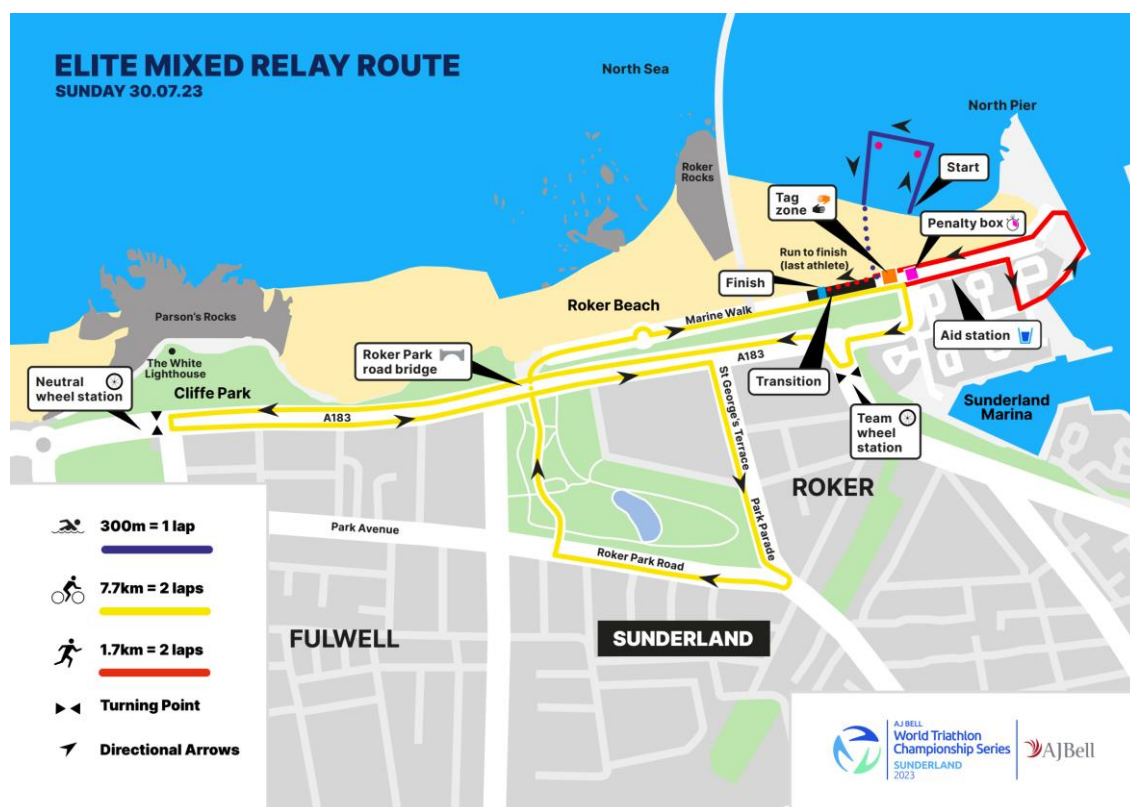 ELITE MIXED RELAY ROUTE
SUNDAY 30.07.23
North Sea
North Pier
Roker
Rocks
Start
Tag
zone
Penalty box
Run to finish
(last athlete)
Finish
Roker Beach
Marine Walk
Parson's Rocks
The White
Lighthouse
Cliffe Park
Neutral
wheel station
Roker Park
road bridge
A183
A183
Transition
Aid station
Sunderland
Marina
Team
wheel
station
St George's Terrace
ROKER
Park Parade
Park Avenue
Roker Park Road
FULWELL
SUNDERLAND
300m = 1 lap
7.7km = 2 laps
1.7km = 2 laps
Turning Point
Directional Arrows
AJ BELL
World Triathlon
Championship Series
SUNDERLAND
2023
AJBell